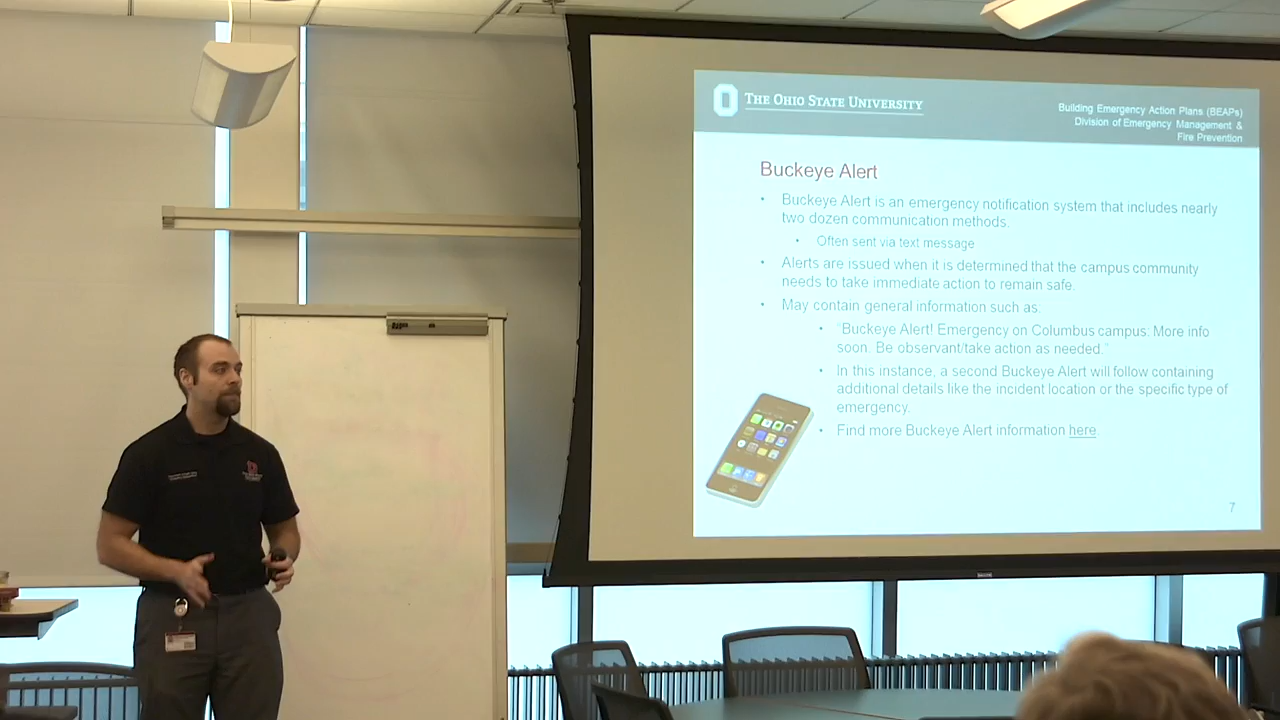 THE OHIO STATE UNIVERSITY
Building Emergency Action Plans (BEAPs)
Division of Emergency Management &
Fire Prevention
Buckeye Alert
• Buckeye Alert is an emergency notification system that includes nearly
two dozen communication methods.
• Often sent via text message
• Alerts are issued when it is determined that the campus community
needs to take immediate action to remain safe.
• May contain general information such as:
• “Buckeye Alert! Emergency on Columbus campus: More info
soon. Be observant/take action as needed.”
• In this instance, a second Buckeye Alert will follow containing
additional details like the incident location or the specific type of
emergency.
• Find more Buckeye Alert information here.
7